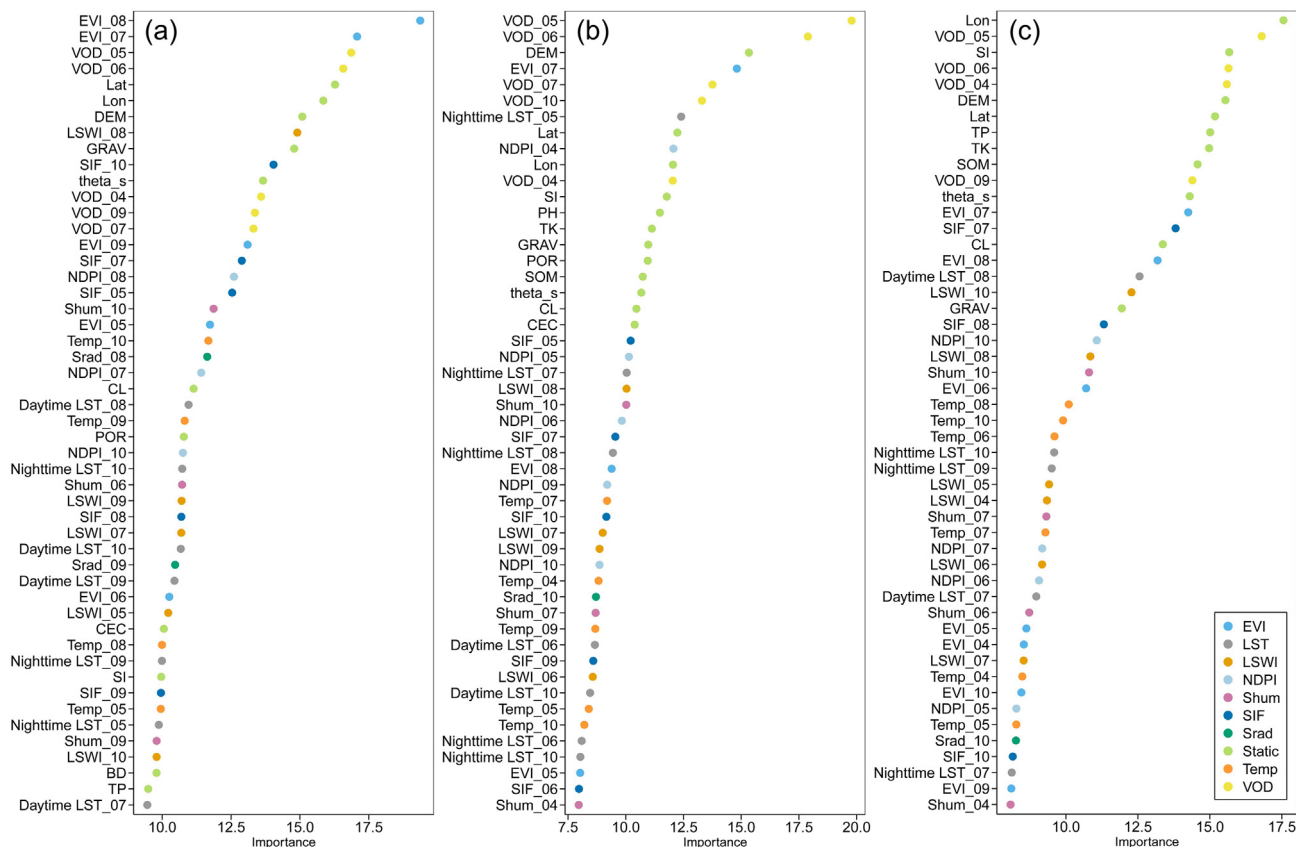 (a)
EVI_08
EVI_07
VOD_05
VOD_06
Lat
Lon
DEM
LSWI_08
GRAV
SIF_10
theta_s
VOD_04
VOD_09
VOD_07
EVI_09
SIF_07
NDPI_08
SIF_05
Shum_10
EVI_05
Temp_10
Srad_08
NDPI_07
CL
Daytime LST_08
Temp_09
POR
NDPI_10
Nighttime LST_10
Shum_06
LSWI_09
SIF_08
LSWI_07
Daytime LST_10
Srad_09
Daytime LST_09
EVI_06
LSWI_05
CEC
Temp_08
Nighttime LST_09
SI
SIF_09
Temp_05
Nighttime LST_05
Shum_09
LSWI_10
BD
TP
Daytime LST_07
10.0 12.5 15.0 17.5
Importance
(b)
VOD_05
VOD_06
DEM
EVI_07
VOD_07
VOD_10
Nighttime LST_05
Lat
NDPI_04
Lon
VOD_04
SI
PH
TK
GRAV
POR
SOM
theta_s
CL
CEC
SIF_05
NDPI_05
Nighttime LST_07
LSWI_08
Shum_10
NDPI_06
SIF_07
Nighttime LST_08
EVI_08
NDPI_09
Temp_07
SIF_10
LSWI_07
LSWI_09
NDPI_10
Temp_04
Srad_10
Shum_07
Temp_09
Daytime LST_06
SIF_09
LSWI_06
Daytime LST_10
Temp_05
Temp_10
Nighttime LST_06
Nighttime LST_10
EVI_05
SIF_06
Shum_04
7.5 10.0 12.5 15.0 17.5 20.0
Importance
(c)
Lon
VOD_05
SI
VOD_06
VOD_04
DEM
Lat
TP
TK
SOM
VOD_09
theta_s
EVI_07
SIF_07
CL
EVI_08
Daytime LST_08
LSWI_10
GRAV
SIF_08
NDPI_10
LSWI_08
Shum_10
EVI_06
Temp_08
Temp_10
Temp_06
Nighttime LST_10
Nighttime LST_09
LSWI_05
LSWI_04
Shum_07
Temp_07
NDPI_07
LSWI_06
NDPI_06
Daytime LST_07
Shum_06
EVI_05
EVI_04
LSWI_07
Temp_04
EVI_10
NDPI_05
Temp_05
Srad_10
SIF_10
Nighttime LST_07
EVI_09
Shum_04
10.0 12.5 15.0 17.5
Importance
EVI
LST
LSWI
NDPI
Shum
SIF
Srad
Static
Temp
VOD